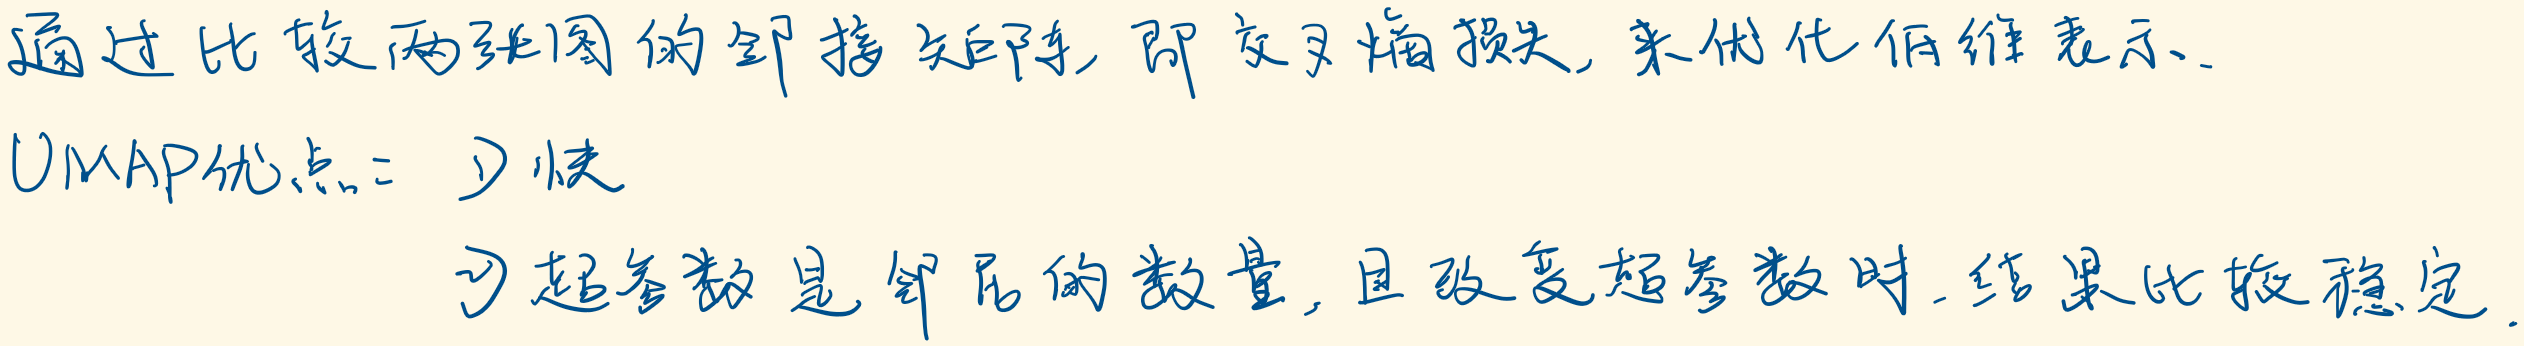 通过比较两张图的邻接矩阵,即交叉熵损失,来优化低维表示.
UMAP优点: ① 快
② 超参数是邻居的数量,且改变超参数时.结果比较稳定.